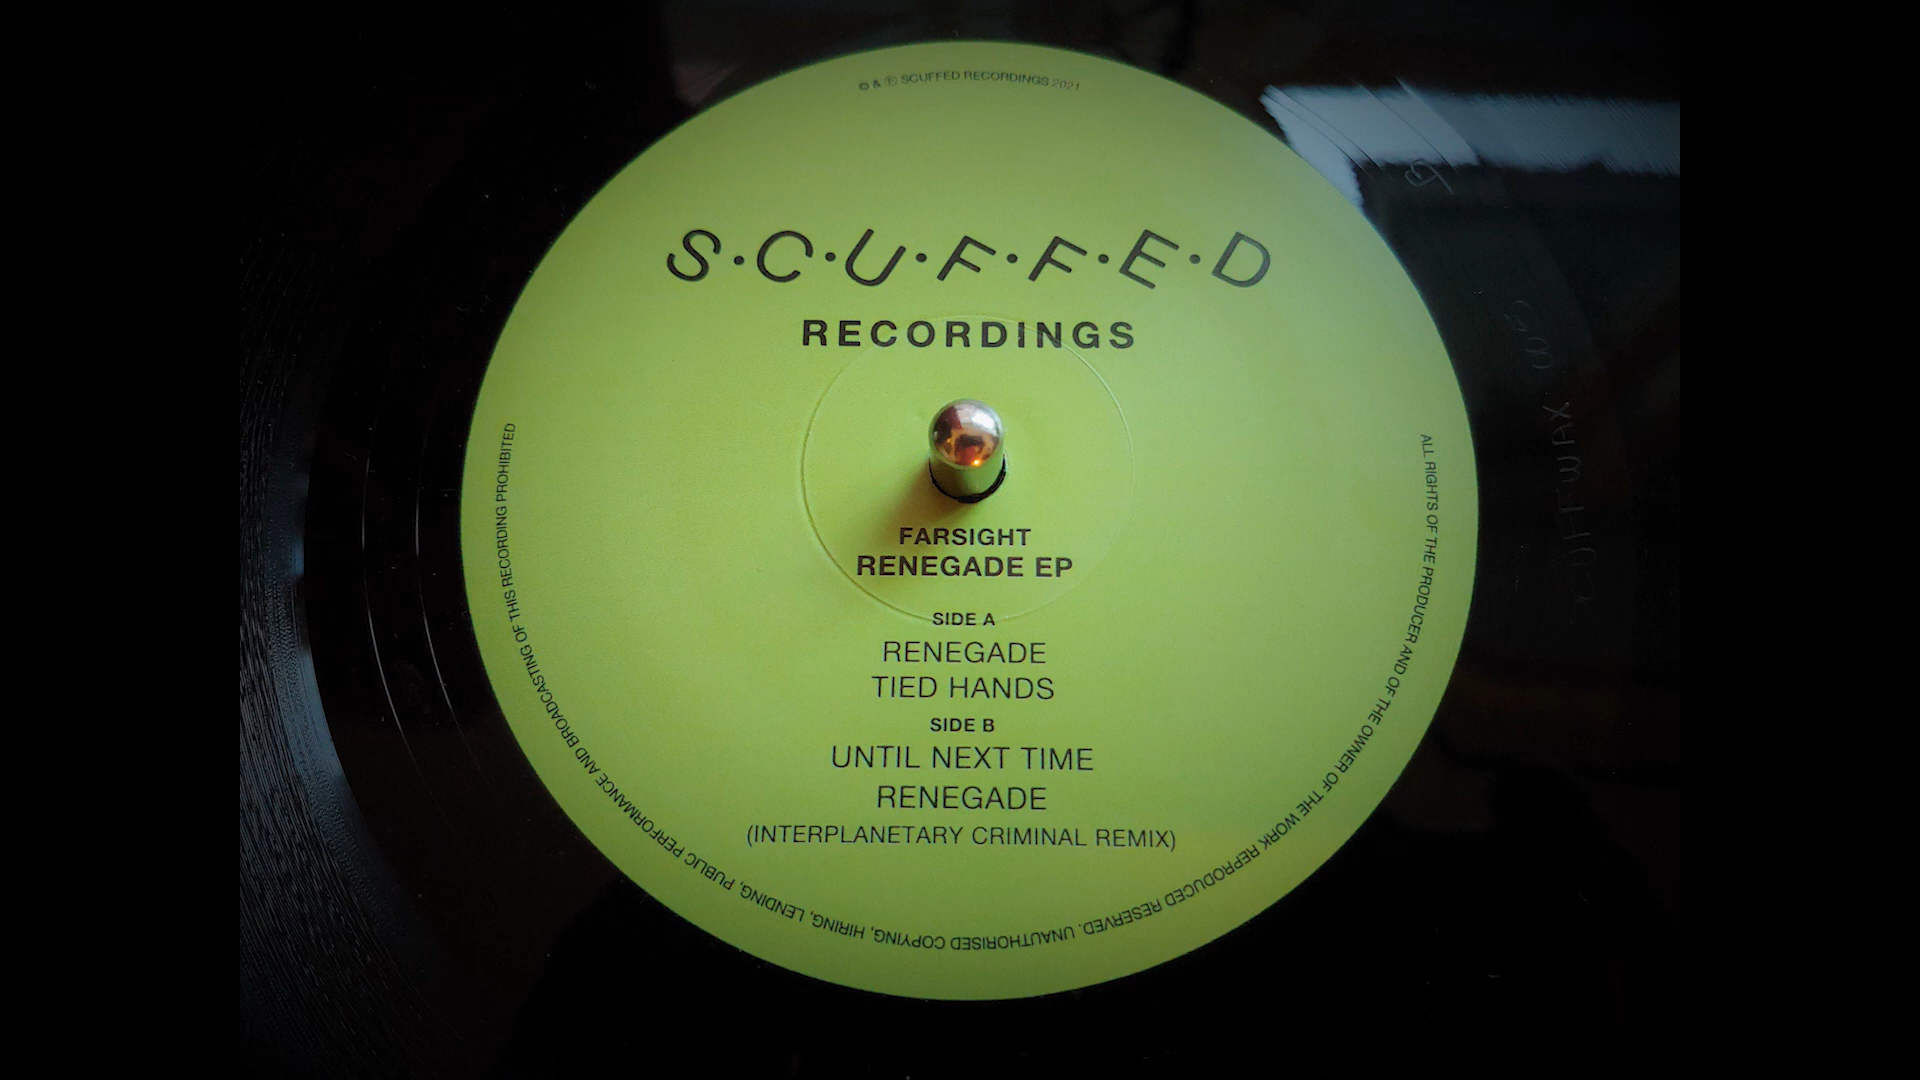 © & ℗ SCUFFED RECORDINGS 2021
S·C·U·F·F·E·D
RECORDINGS
FARSIGHT
RENEGADE EP
SIDE A
RENEGADE
TIED HANDS
SIDE B
UNTIL NEXT TIME
RENEGADE
(INTERPLANETARY CRIMINAL REMIX)
ALL RIGHTS OF THE PRODUCER AND OF THE OWNER OF THE WORK REPRODUCED RESERVED. UNAUTHORISED COPYING, HIRING, LENDING, PUBLIC PERFORMANCE AND BROADCASTING OF THIS RECORDING PROHIBITED